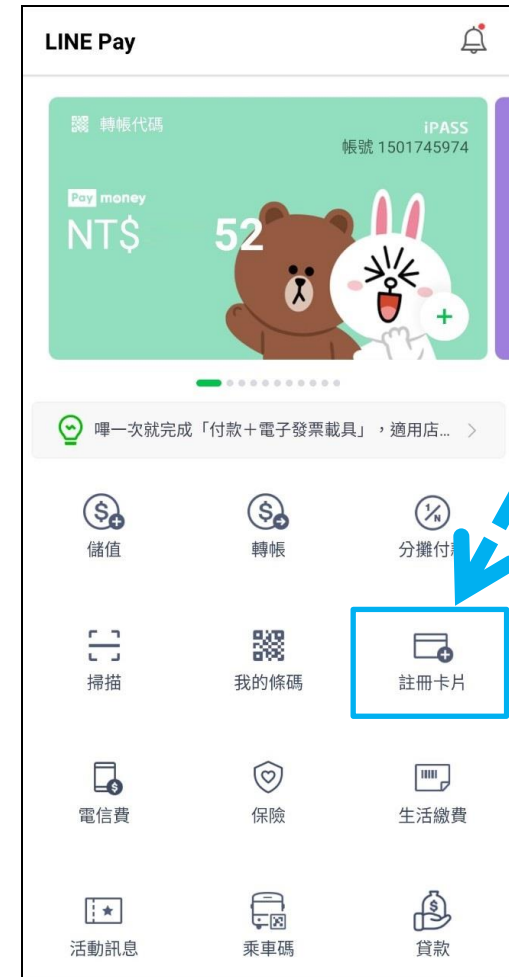 LINE Pay
轉帳代碼
iPASS
帳號 1501745974
Pay money
NT$ 52
嗶一次就完成「付款＋電子發票載具」，適用店...
儲值
轉帳
分攤付
掃描
我的條碼
註冊卡片
電信費
保險
生活繳費
活動訊息
乘車碼
貸款